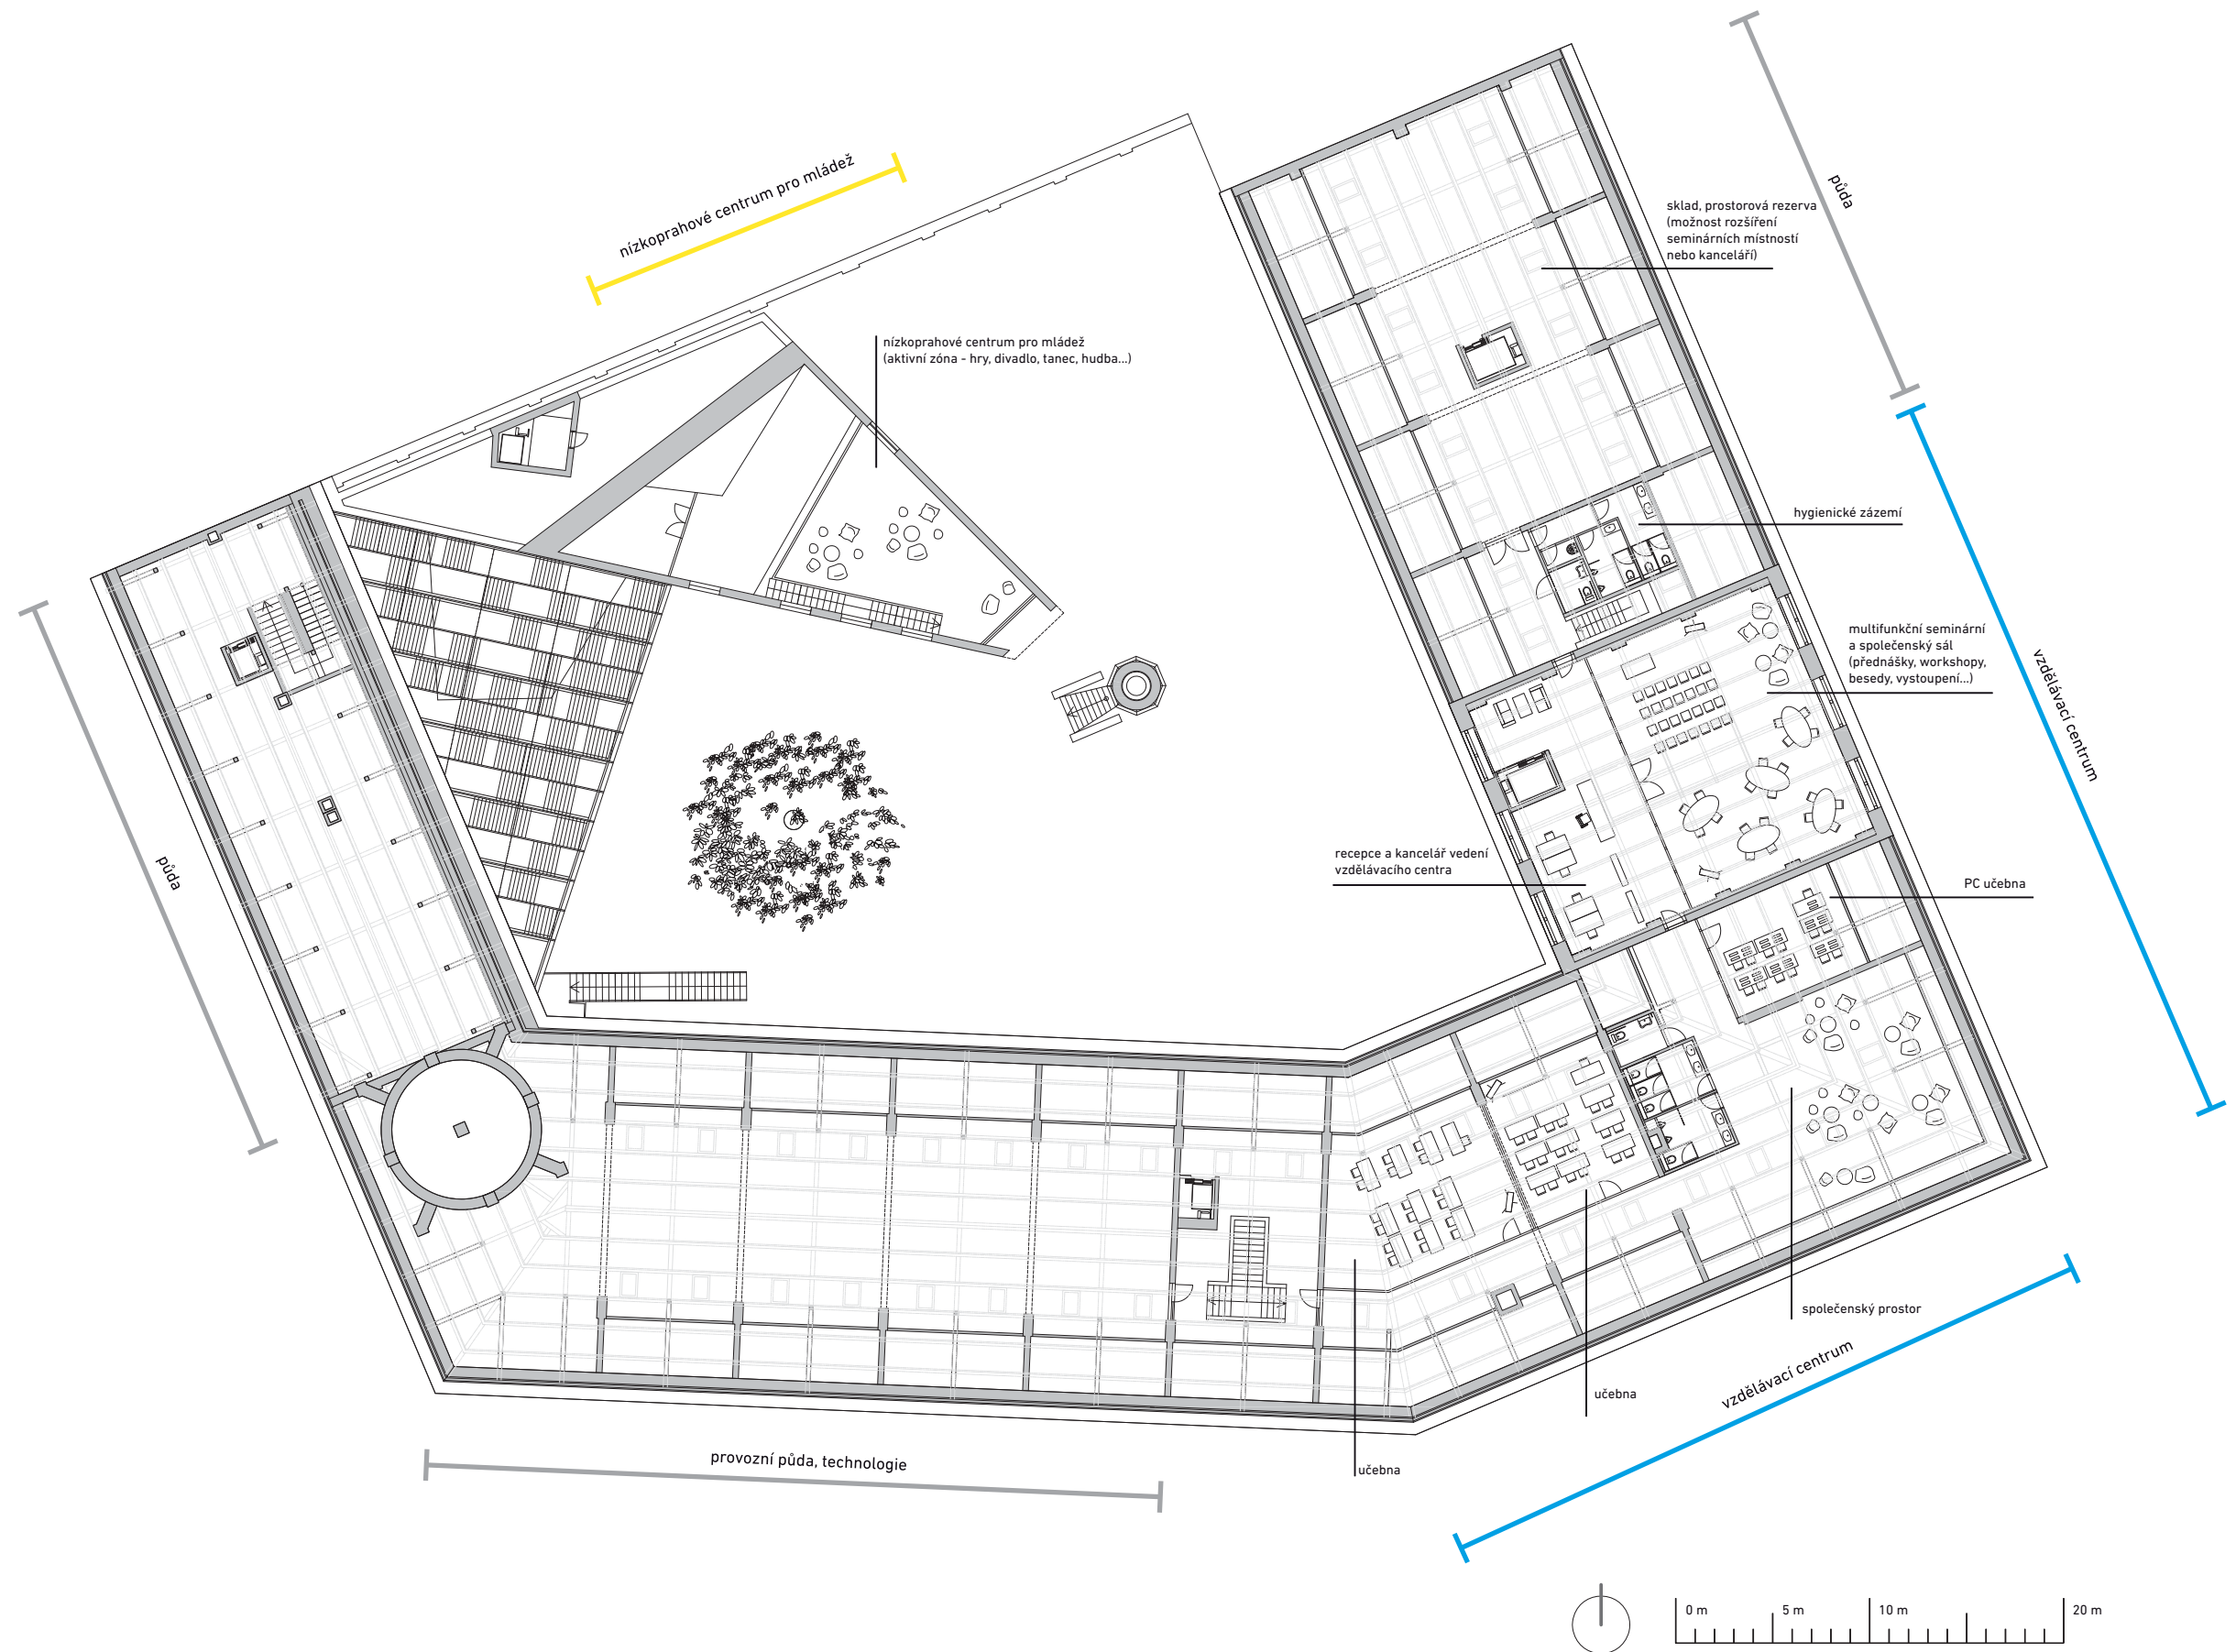 nízkoprahové centrum pro mládež
půda
sklad, prostorová rezerva
(možnost rozšíření
seminárních místností
nebo kanceláří)
nízkoprahové centrum pro mládež
(aktivní zóna - hry, divadlo, tanec, hudba...)
hygienické zázemí
multifunkční seminární
a společenský sál
(přednášky, workshopy,
besedy, vystoupení...)
vzdělávací centrum
recepce a kancelář vedení
vzdělávacího centra
PC učebna
půda
společenský prostor
vzdělávací centrum
učebna
provozní půda, technologie
učebna
0 m
5 m
10 m
20 m